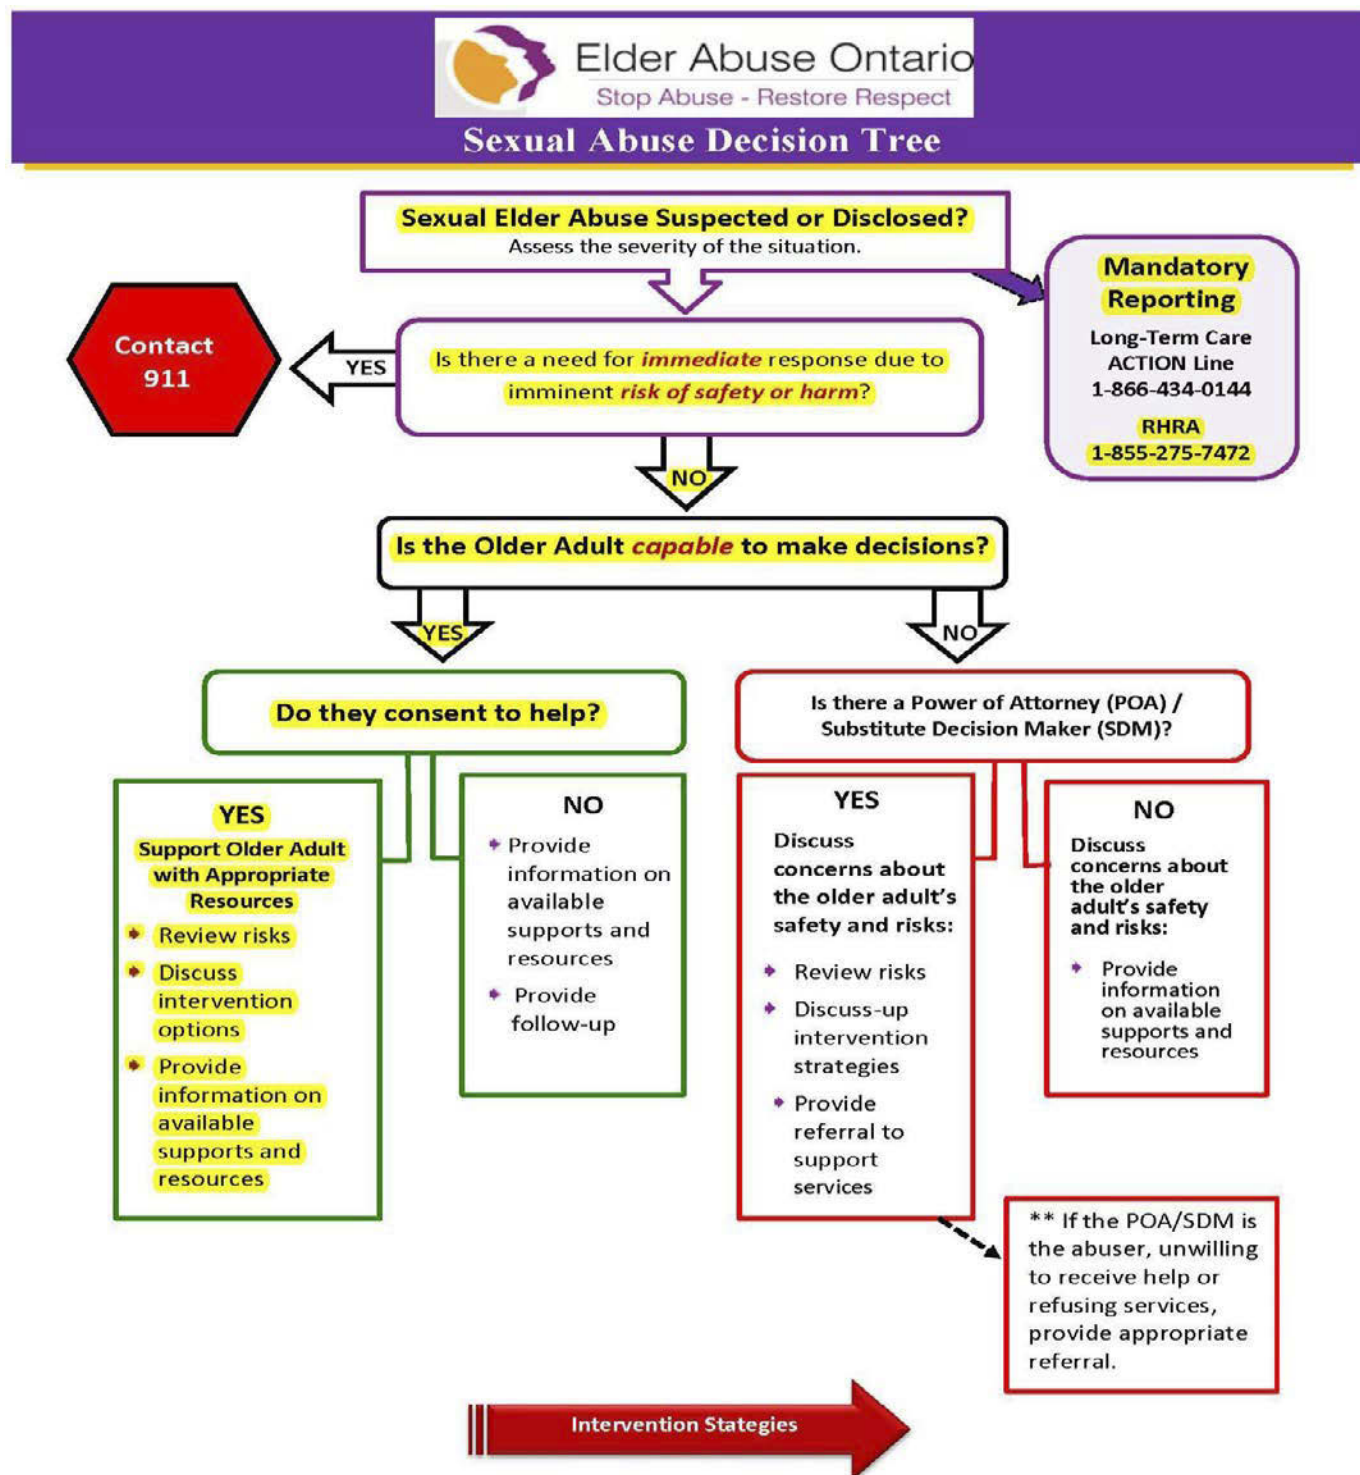 Elder Abuse Ontario
Stop Abuse - Restore Respect
Sexual Abuse Decision Tree
Sexual Elder Abuse Suspected or Disclosed?
Assess the severity of the situation.
Mandatory
Reporting
Long-Term Care
ACTION Line
1-866-434-0144
RHRA
1-855-275-7472
Contact
911
YES
Is there a need for immediate response due to
imminent risk of safety or harm?
NO
Is the Older Adult capable to make decisions?
YES
NO
Do they consent to help?
Is there a Power of Attorney (POA) /
Substitute Decision Maker (SDM)?
YES
Support Older Adult
with Appropriate
Resources
Review risks
Discuss
intervention
options
Provide
information on
available
supports and
resources
NO
Provide
information on
available
supports and
resources
Provide
follow-up
YES
Discuss
concerns about
the older adult's
safety and risks:
Review risks
Discuss-up
intervention
strategies
Provide
referral to
support
services
NO
Discuss
concerns about
the older
adult's safety
and risks:
Provide
information
on available
supports and
resources
** If the POA/SDM is
the abuser, unwilling
to receive help or
refusing services,
provide appropriate
referral.
Intervention Stategies